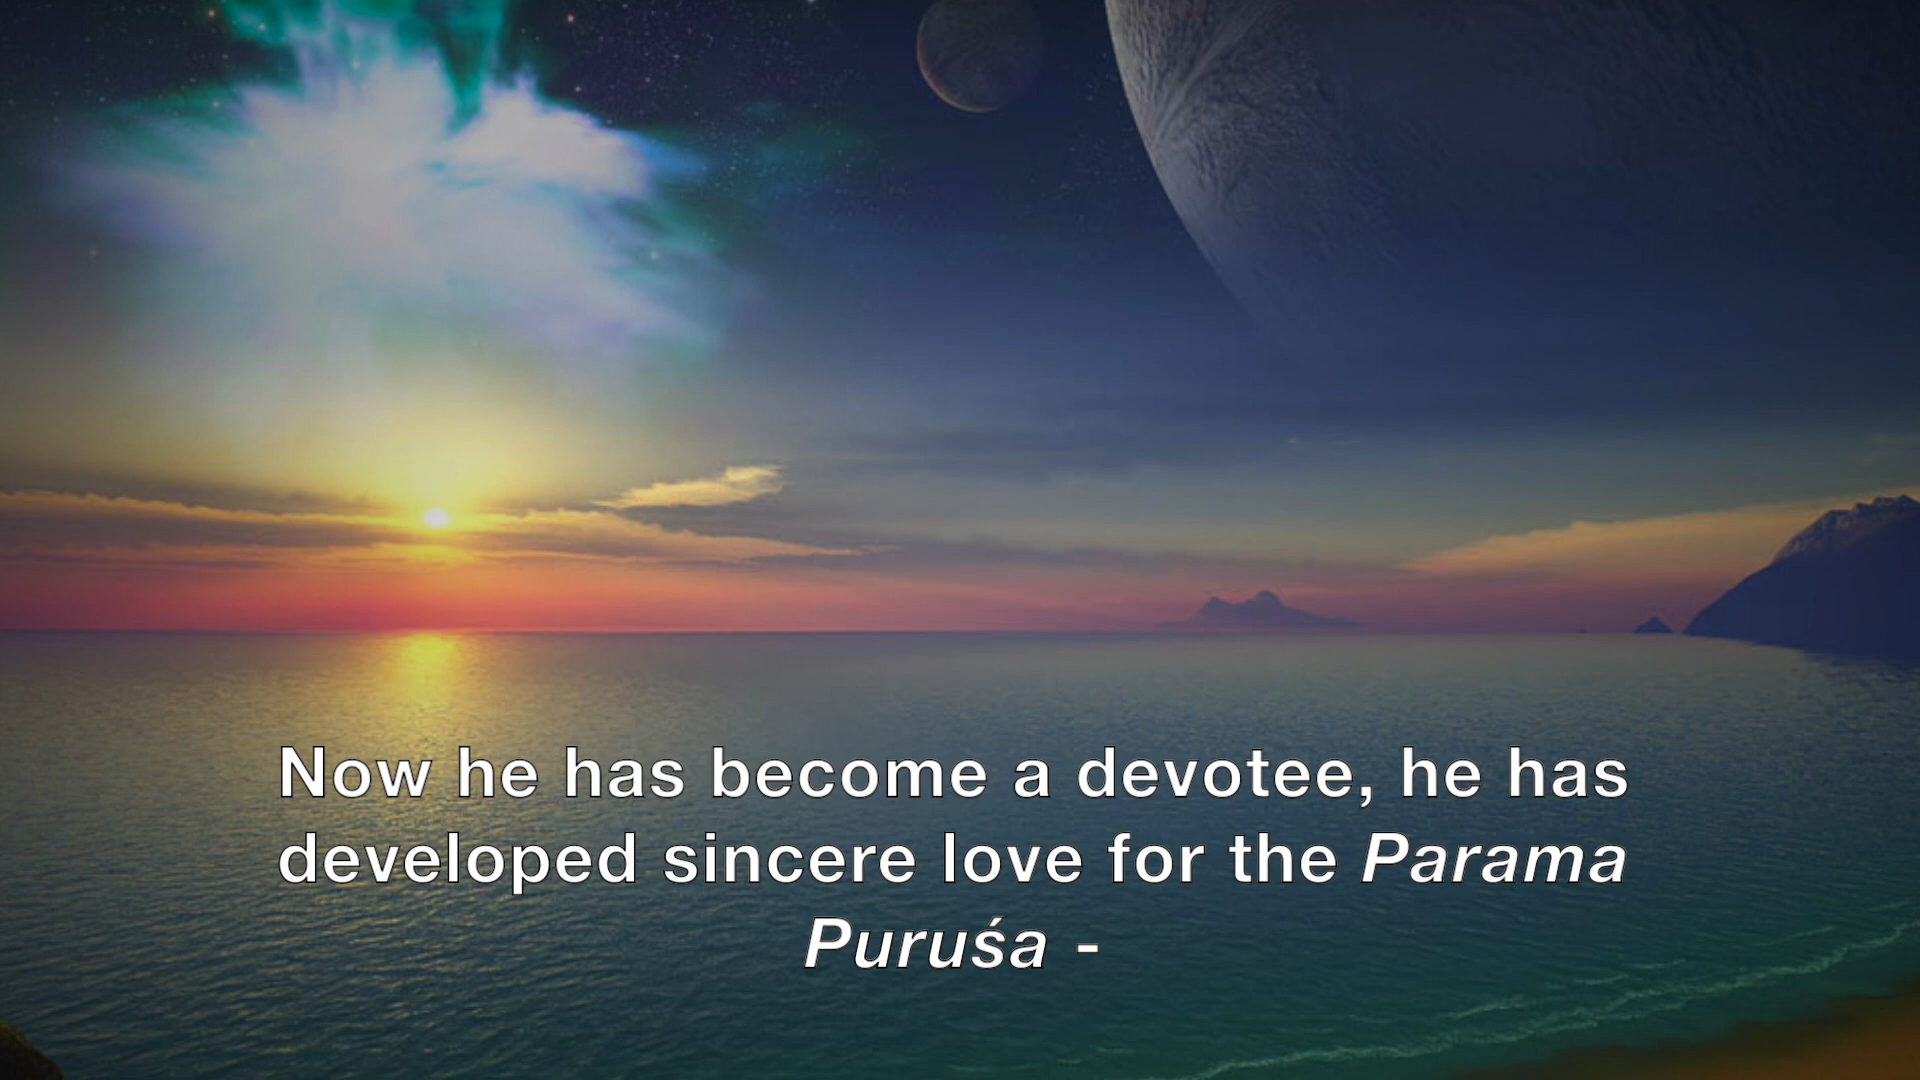 Now he has become a devotee, he has
developed sincere love for the Parama
Puruśa -